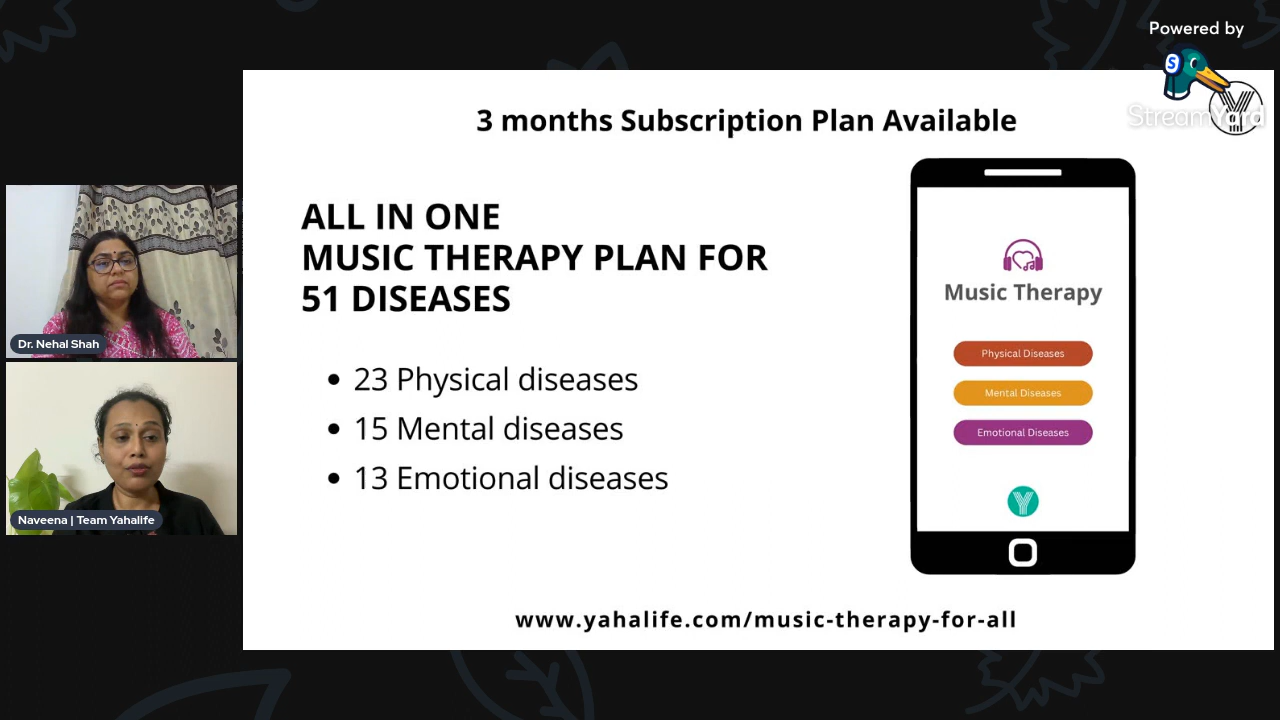 Powered by
StreamYard
3 months Subscription Plan Available
ALL IN ONE
MUSIC THERAPY PLAN FOR
51 DISEASES
• 23 Physical diseases
• 15 Mental diseases
• 13 Emotional diseases
Music Therapy
Physical Diseases
Mental Diseases
Emotional Diseases
www.yahalife.com/music-therapy-for-all
Dr. Nehal Shah
Naveena | Team Yahalife